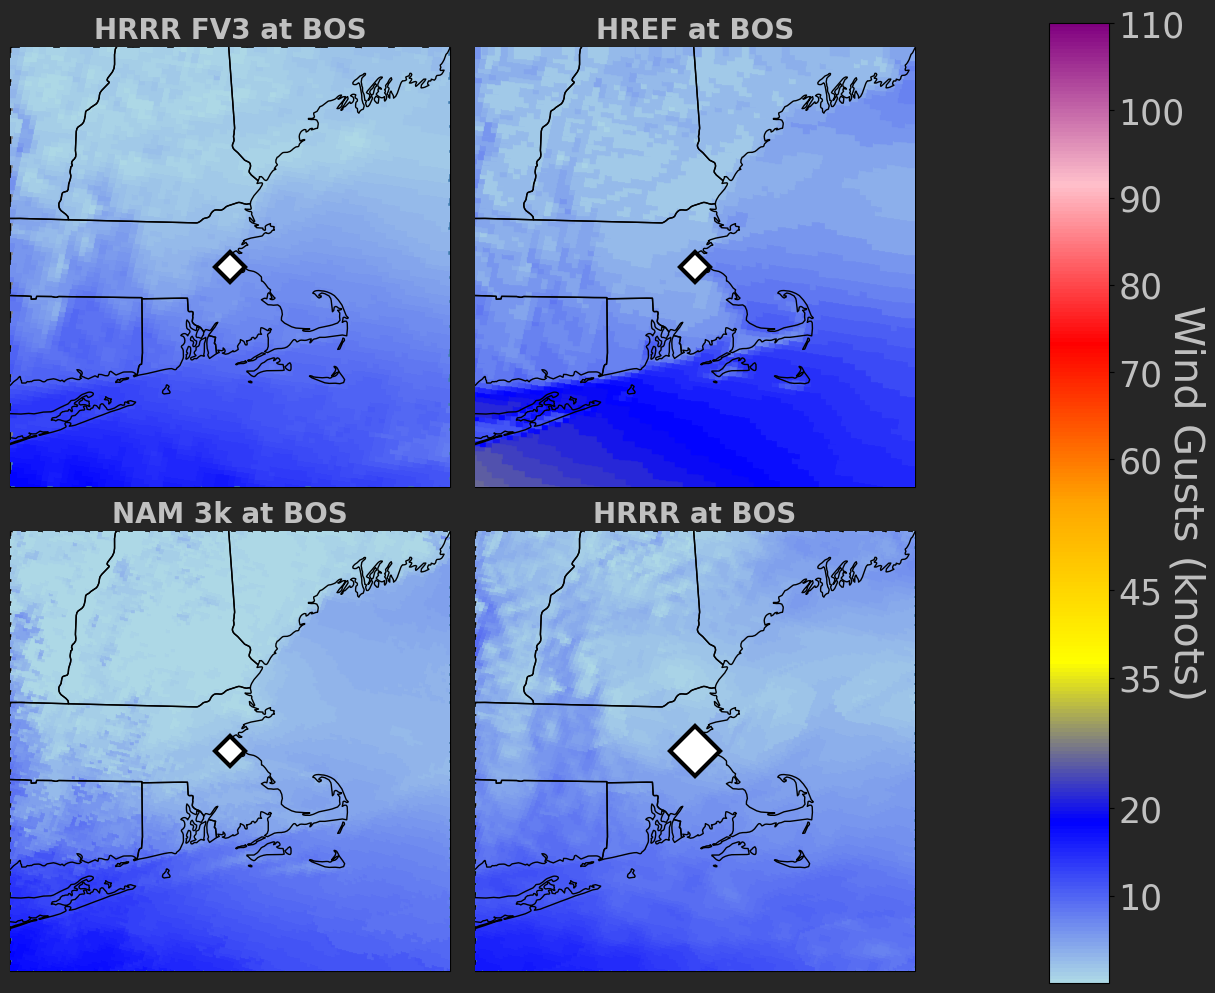 HRRR FV3 at BOS
HREF at BOS
NAM 3k at BOS
HRRR at BOS
110
100
90
80
70
60
45
35
20
10
Wind Gusts (knots)